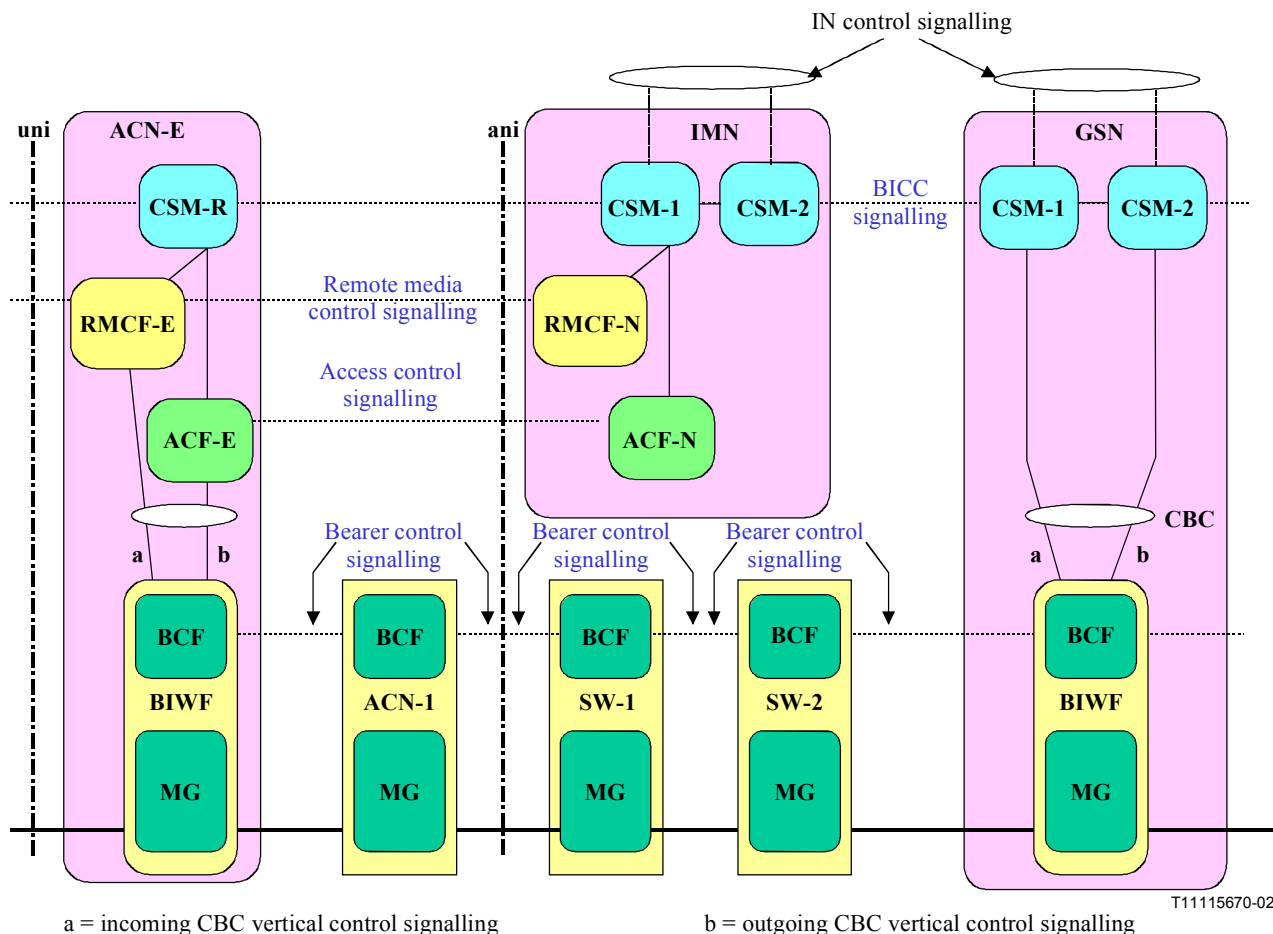 IN control signalling
uni
ACN-E
ani
IMN
GSN
CSM-R
CSM-1
CSM-2
BICC
signalling
CSM-1
CSM-2
RMCF-E
Remote media
control signalling
RMCF-N
Access control
signalling
ACF-E
ACF-N
CBC
a
b
Bearer control
signalling
Bearer control
signalling
Bearer control
signalling
a
b
BCF
BCF
BCF
BCF
BCF
BIWF
ACN-1
SW-1
SW-2
BIWF
MG
MG
MG
MG
MG
T11115670-02
a = incoming CBC vertical control signalling
b = outgoing CBC vertical control signalling